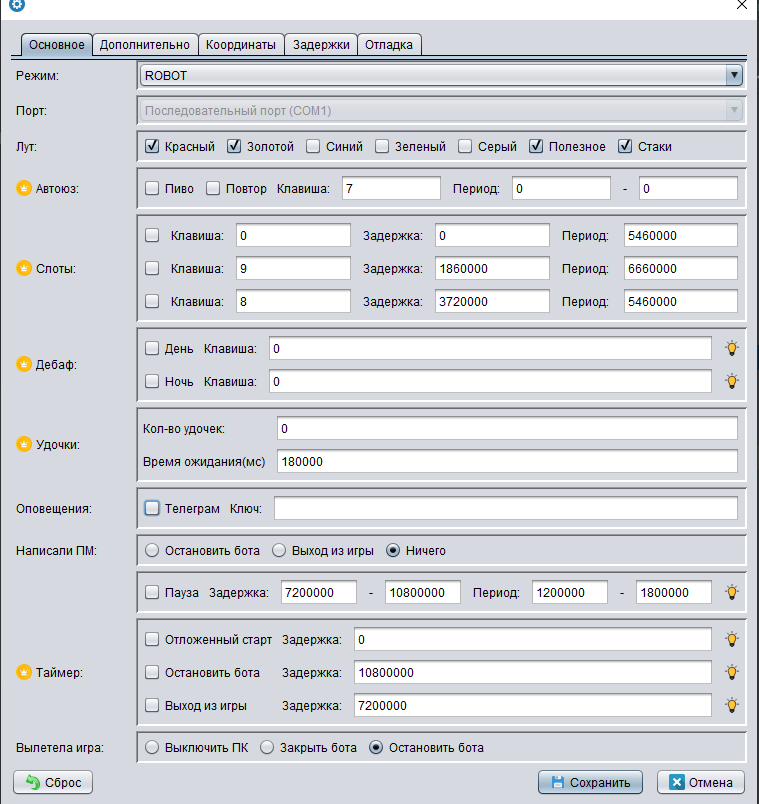 Основное Дополнительно Координаты Задержки Отладка
Режим: ROBOT
Порт: Последовательный порт (COM1)
Лут: Красный Золотой Синий Зеленый Серый Полезное Стаки
Автоюз: Пиво Повтор Клавиша: 7 Период: 0 - 0
Клавиша: 0 Задержка: 0 Период: 5460000
Слоты: Клавиша: 9 Задержка: 1860000 Период: 6660000
Клавиша: 8 Задержка: 3720000 Период: 5460000
День Клавиша: 0
Дебаф:
Ночь Клавиша: 0
Кол-во удочек: 0
Удочки:
Время ожидания(мс) 180000
Оповещения: Телеграм Ключ:
Написали ПМ: Остановить бота Выход из игры Ничего
Пауза Задержка: 7200000 - 10800000 Период: 1200000 - 1800000
Отложенный старт Задержка: 0
Таймер: Остановить бота Задержка: 10800000
Выход из игры Задержка: 7200000
Вылетела игра: Выключить ПК Закрыть бота Остановить бота
Сброс Сохранить Отмена